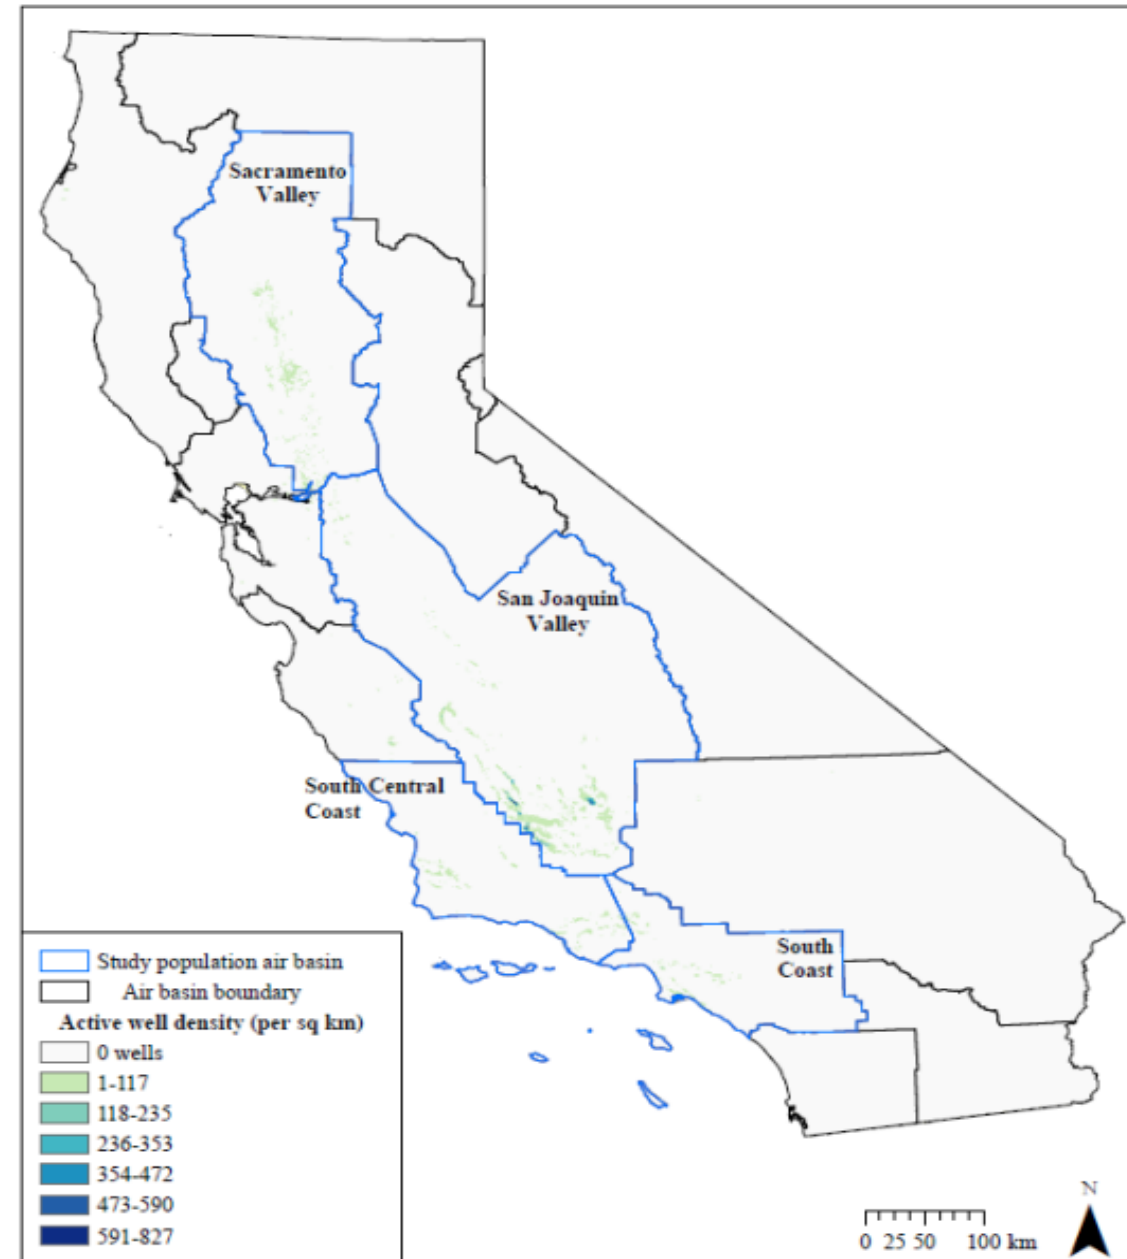 Sacramento
Valley
San Joaquin
Valley
South Central
Coast
South
Coast
Study population air basin
Air basin boundary
Active well density (per sq km)
0 wells
1-117
118-235
236-353
354-472
473-590
591-827
N
0 25 50 100 km